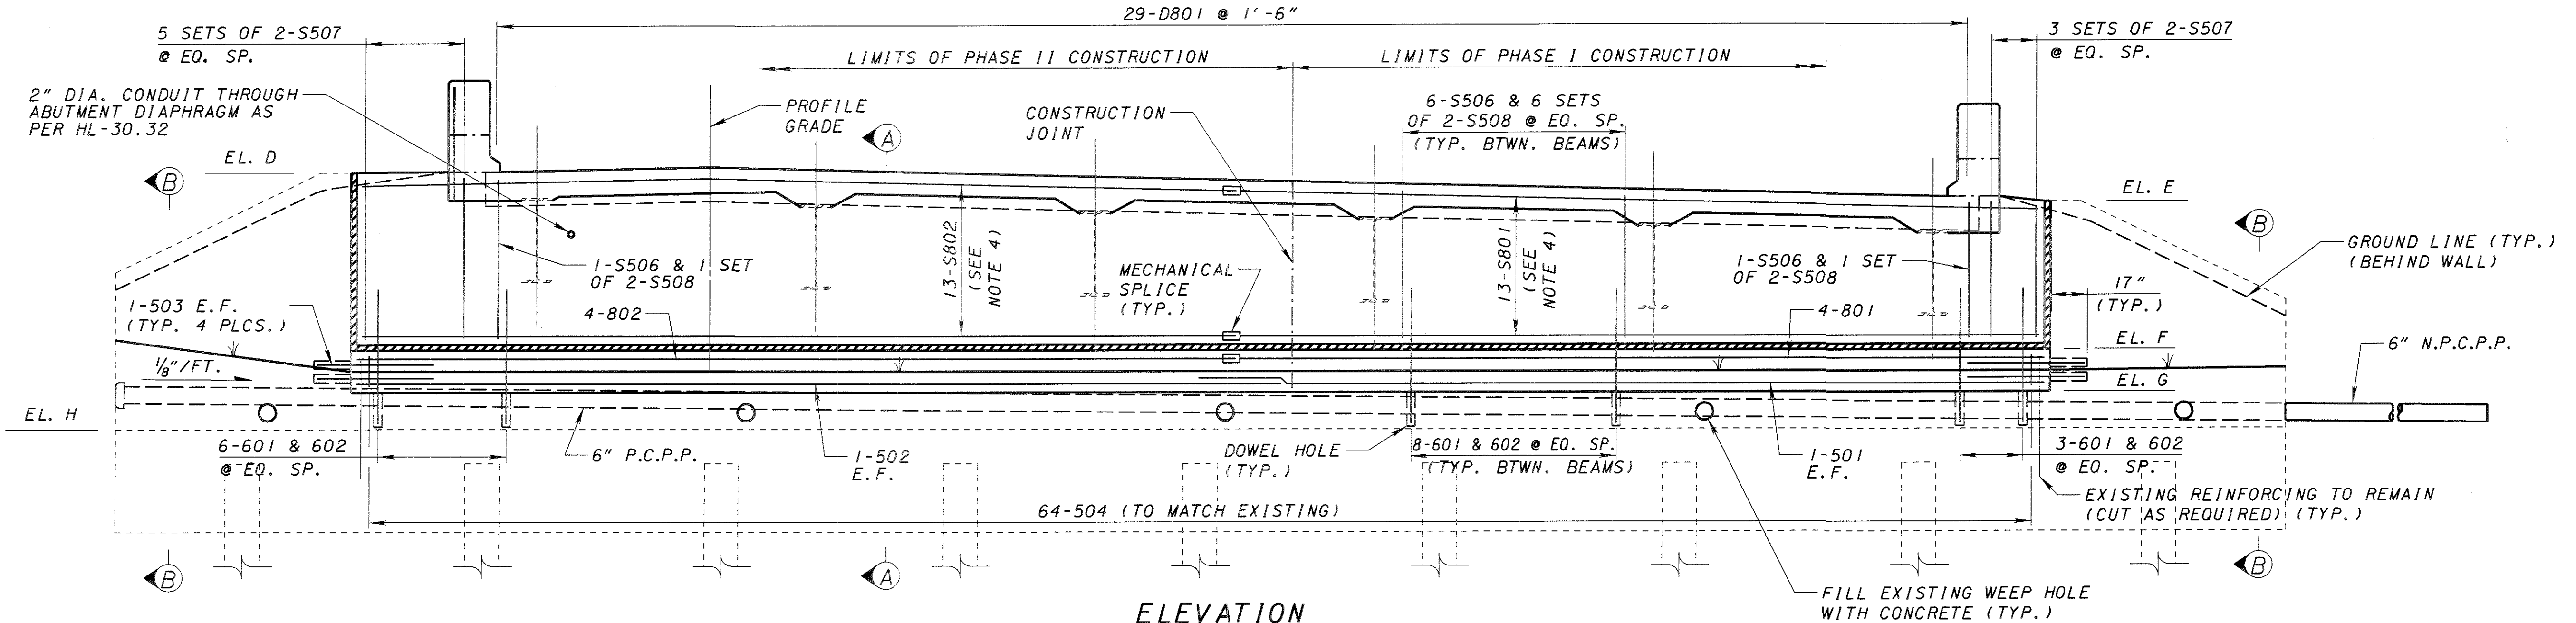 29-D801 @ 1'-6"
5 SETS OF 2-S507
@ EQ. SP.
3 SETS OF 2-S507
@ EQ. SP.
LIMITS OF PHASE II CONSTRUCTION
LIMITS OF PHASE I CONSTRUCTION
2" DIA. CONDUIT THROUGH
ABUTMENT DIAPHRAGM AS
PER HL-30.32
PROFILE
GRADE
A
CONSTRUCTION
JOINT
6-S506 & 6 SETS
OF 2-S508 @ EQ. SP.
(TYP. BTWN. BEAMS)
EL. D
B
EL. E
B
GROUND LINE (TYP.)
(BEHIND WALL)
1-S506 & 1 SET
OF 2-S508
13-S802
(SEE
NOTE 4)
MECHANICAL
SPLICE
(TYP.)
13-S801
(SEE
NOTE 4)
1-S506 & 1 SET
OF 2-S508
17"
(TYP.)
1-503 E.F.
(TYP. 4 PLCS.)
4-802
4-801
EL. F
6" N.P.C.P.P.
1/8"/FT.
EL. G
EL. H
6-601 & 602
@ EQ. SP.
6" P.C.P.P.
1-502
E.F.
DOWEL HOLE
(TYP.)
8-601 & 602 @ EQ. SP.
(TYP. BTWN. BEAMS)
1-501
E.F.
3-601 & 602
@ EQ. SP.
64-504 (TO MATCH EXISTING)
EXISTING REINFORCING TO REMAIN
(CUT AS REQUIRED) (TYP.)
B
A
B
FILL EXISTING WEEP HOLE
WITH CONCRETE (TYP.)
ELEVATION